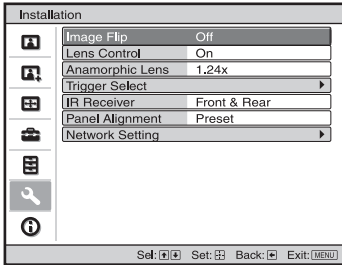 Installation
Image Flip Off
Lens Control On
Anamorphic Lens 1.24x
Trigger Select
IR Receiver Front & Rear
Panel Alignment Preset
Network Setting
Sel: Set: Back: Exit: MENU